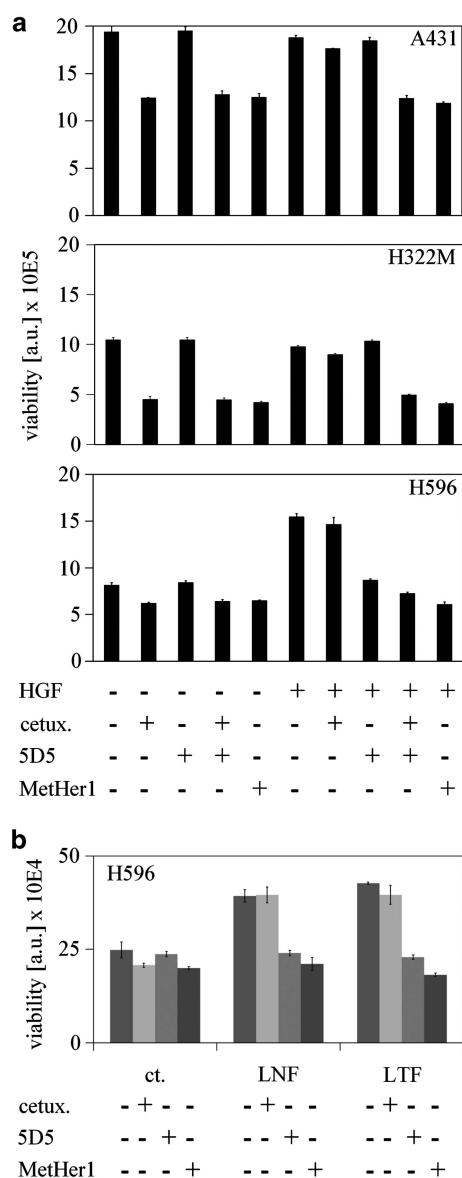 a
A431
20
15
10
5
0
H322M
20
15
10
5
0
viability [a.u.] x 10E5
H596
20
15
10
5
0
HGF - - - - - + + + + +
cetux. - + - + - - + - + -
5D5 - - + + - - - + + -
MetHer1 - - - - + - - - - +
b
H596
50
25
0
viability [a.u.] x 10E4
ct. LNF LTF
cetux. - + - - - + - - - + - -
5D5 - - + - - - + - - - + -
MetHer1 - - - + - - - + - - - +